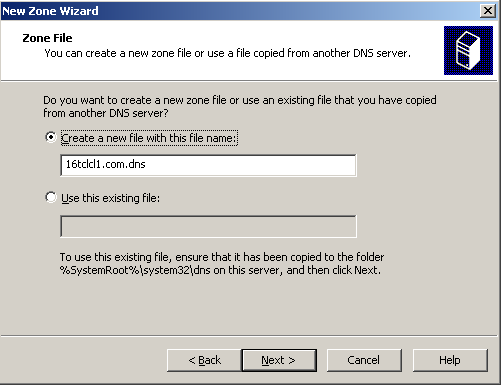 New Zone Wizard
Zone File
You can create a new zone file or use a file copied from another DNS server.
Do you want to create a new zone file or use an existing file that you have copied
from another DNS server?
Create a new file with this file name:
16tclcl1.com.dns
Use this existing file:
To use this existing file, ensure that it has been copied to the folder
%SystemRoot%\system32\dns on this server, and then click Next.
< Back
Next >
Cancel
Help